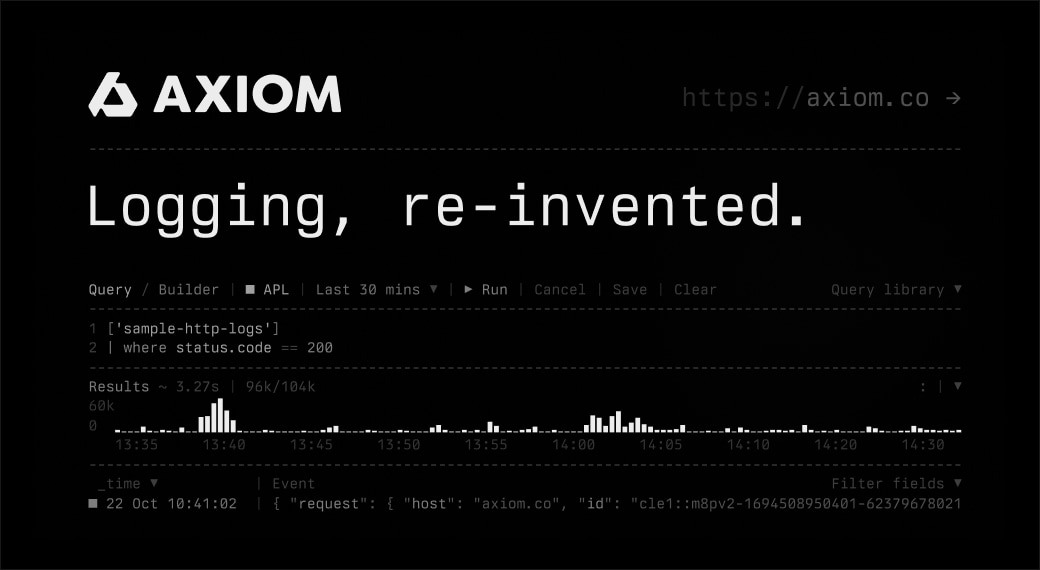 AXIOM
https://axiom.co →
Logging, re-invented.
Query / Builder | ■ APL | Last 30 mins ▼ | ▶ Run | Cancel | Save | Clear
Query library ▼
1 ['sample-http-logs']
2 | where status.code == 200
Results ~ 3.27s | 96k/104k
: | ▼
60k
0
13:35 13:40 13:45 13:50 13:55 14:00 14:05 14:10 14:20 14:30
_time ▼ | Event
Filter fields ▼
■ 22 Oct 10:41:02 | { "request": { "host": "axiom.co", "id": "cle1::m8pv2-1694508950401-62379678021